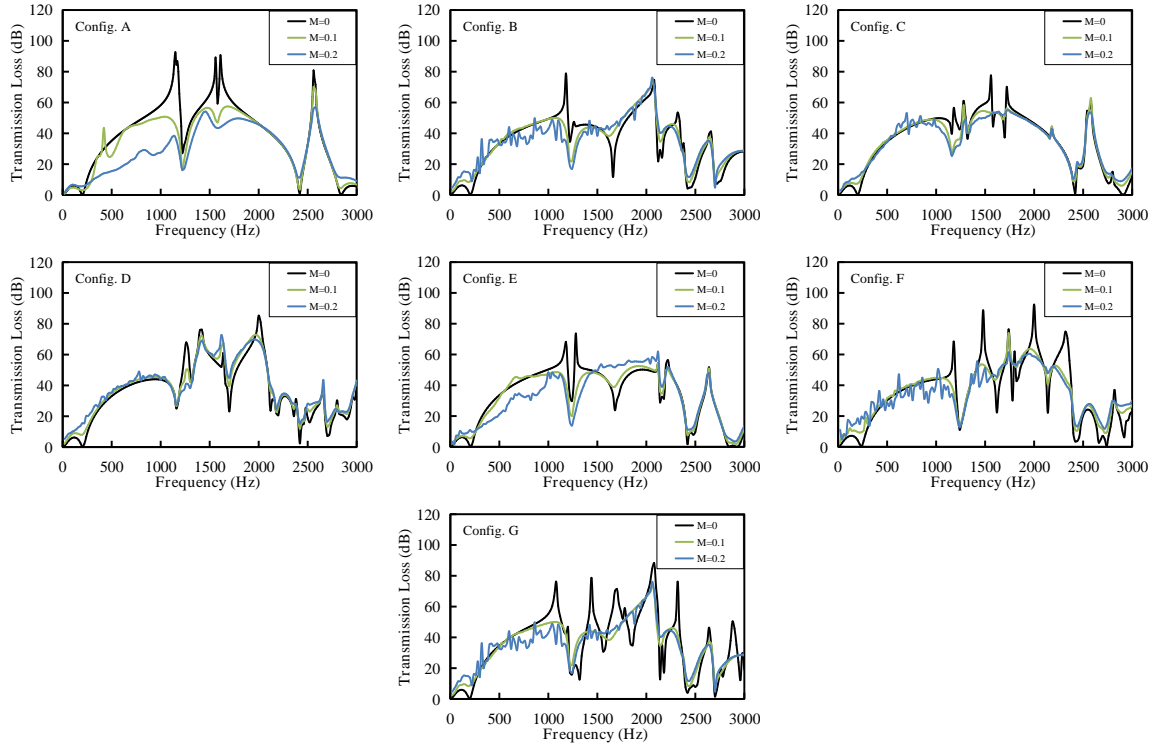 Config. A
M=0
M=0.1
M=0.2
Transmission Loss (dB)
120
100
80
60
40
20
0
0 500 1000 1500 2000 2500 3000
Frequency (Hz)
Config. B
M=0
M=0.1
M=0.2
Transmission Loss (dB)
120
100
80
60
40
20
0
0 500 1000 1500 2000 2500 3000
Frequency (Hz)
Config. C
M=0
M=0.1
M=0.2
Transmission Loss (dB)
120
100
80
60
40
20
0
0 500 1000 1500 2000 2500 3000
Frequency (Hz)
Config. D
M=0
M=0.1
M=0.2
Transmission Loss (dB)
120
100
80
60
40
20
0
0 500 1000 1500 2000 2500 3000
Frequency (Hz)
Config. E
M=0
M=0.1
M=0.2
Transmission Loss (dB)
120
100
80
60
40
20
0
0 500 1000 1500 2000 2500 3000
Frequency (Hz)
Config. F
M=0
M=0.1
M=0.2
Transmission Loss (dB)
120
100
80
60
40
20
0
0 500 1000 1500 2000 2500 3000
Frequency (Hz)
Config. G
M=0
M=0.1
M=0.2
Transmission Loss (dB)
120
100
80
60
40
20
0
0 500 1000 1500 2000 2500 3000
Frequency (Hz)